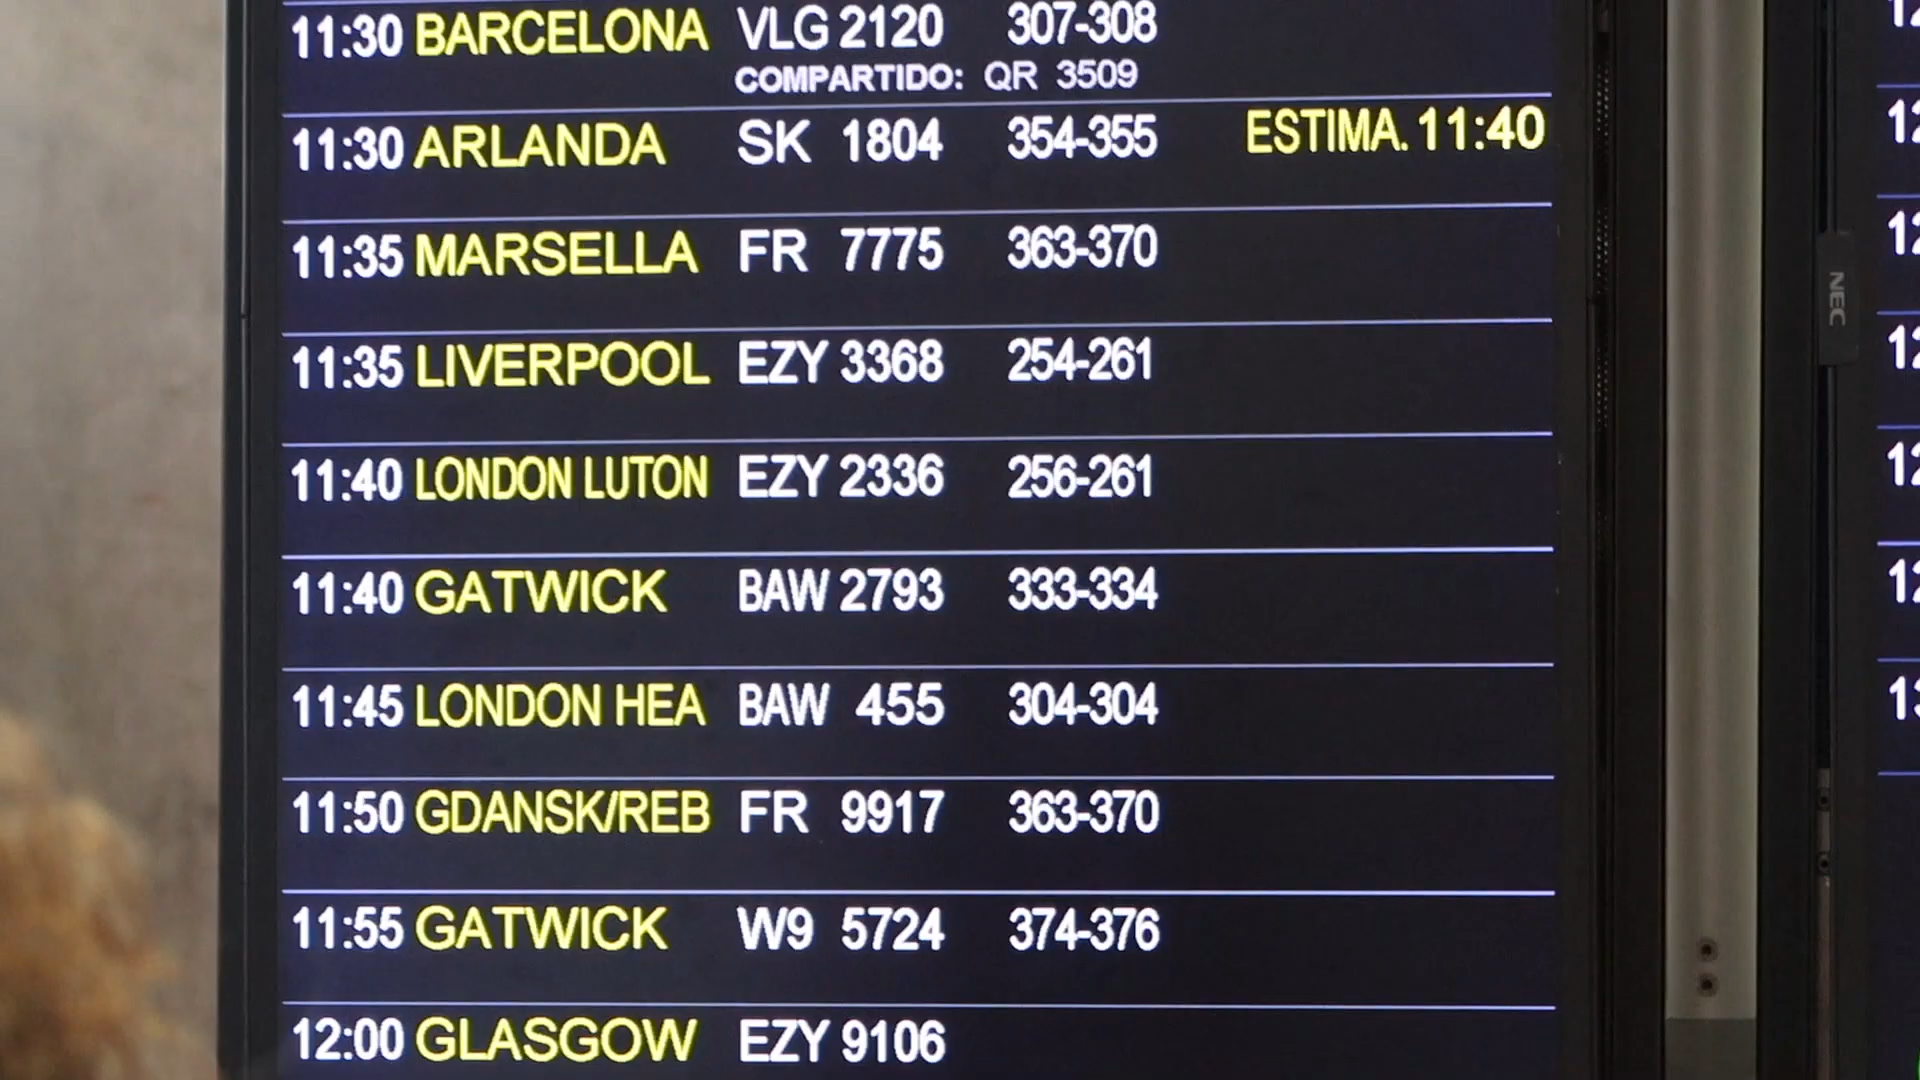 11:30 BARCELONA VLG 2120 307-308
COMPARTIDO: QR 3509
11:30 ARLANDA SK 1804 354-355 ESTIMA. 11:40
11:35 MARSELLA FR 7775 363-370
11:35 LIVERPOOL EZY 3368 254-261
11:40 LONDON LUTON EZY 2336 256-261
11:40 GATWICK BAW 2793 333-334
11:45 LONDON HEA BAW 455 304-304
11:50 GDANSK/REB FR 9917 363-370
11:55 GATWICK W9 5724 374-376
12:00 GLASGOW EZY 9106
NEC